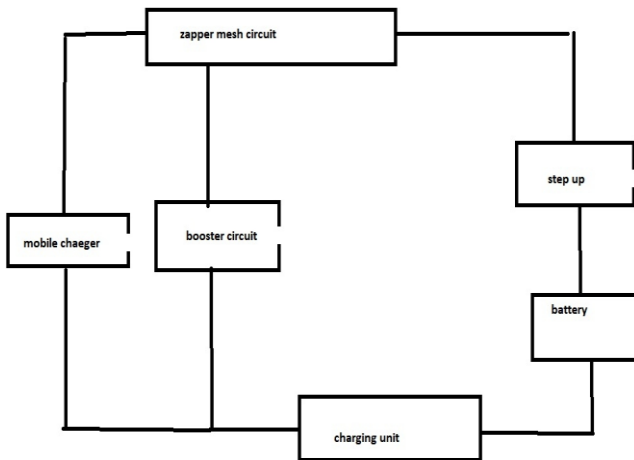 zapper mesh circuit
step up
mobile chaeger
booster circuit
battery
charging unit